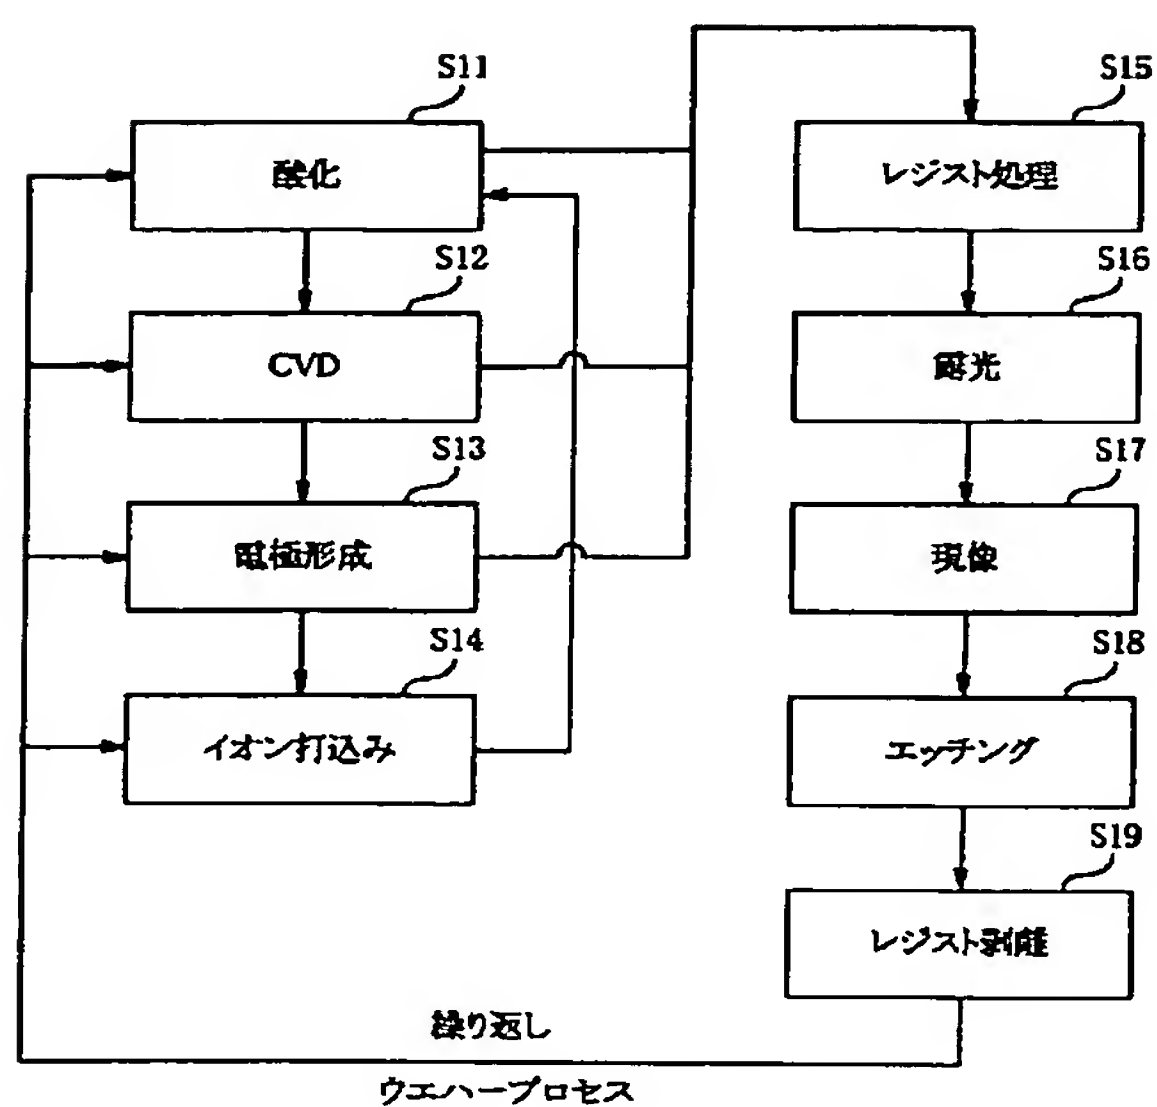 S11
酸化
S12
CVD
S13
電極形成
S14
イオン打込み
S15
レジスト処理
S16
露光
S17
現像
S18
エッチング
S19
レジスト剥離
繰り返し
ウエハープロセス